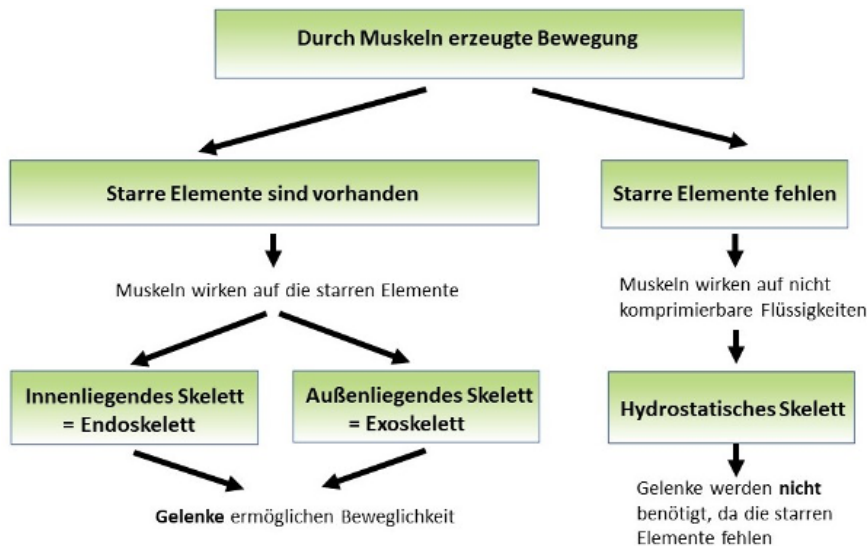 Durch Muskeln erzeugte Bewegung
Starre Elemente sind vorhanden
Muskeln wirken auf die starren Elemente
Innenliegendes Skelett
= Endoskelett
Außenliegendes Skelett
= Exoskelett
Gelenke ermöglichen Beweglichkeit
Starre Elemente fehlen
Muskeln wirken auf nicht
komprimierbare Flüssigkeiten
Hydrostatisches Skelett
Gelenke werden nicht
benötigt, da die starren
Elemente fehlen